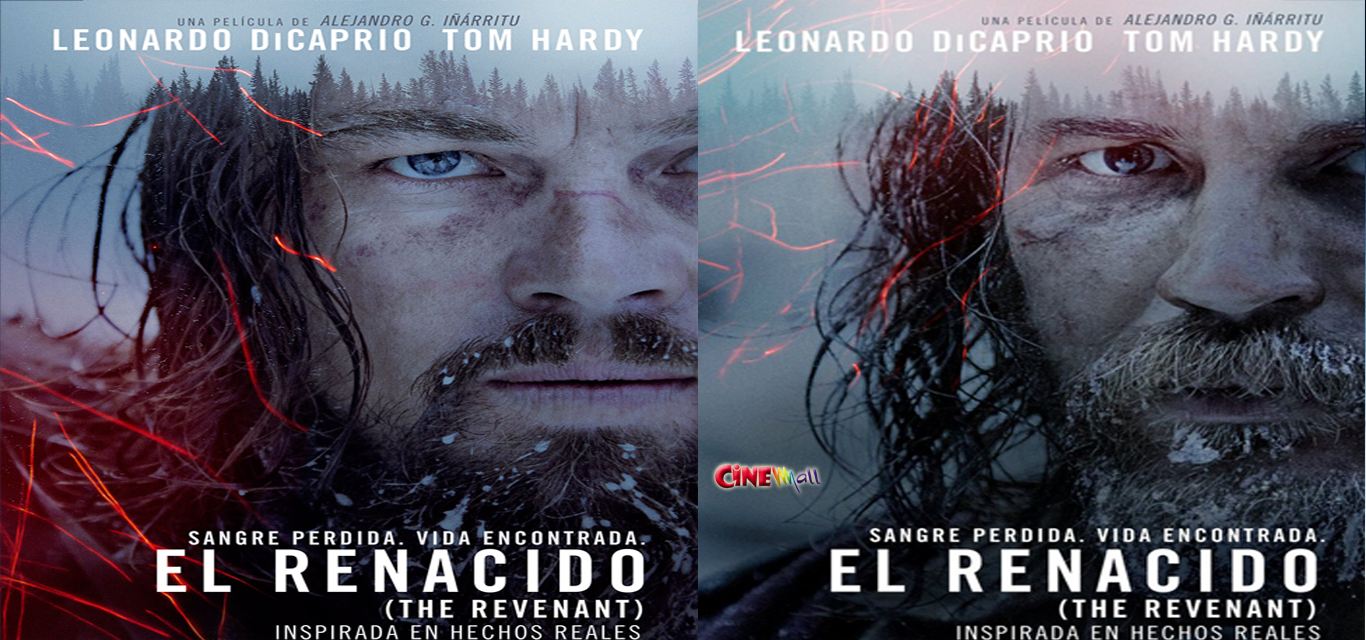 UNA PELÍCULA DE ALEJANDRO G. IÑÁRRITU
LEONARDO DiCAPRIO TOM HARDY
SANGRE PERDIDA. VIDA ENCONTRADA.
EL RENACIDO
(THE REVENANT)
INSPIRADA EN HECHOS REALES
UNA PELÍCULA DE ALEJANDRO G. IÑÁRRITU
LEONARDO DiCAPRIO TOM HARDY
CiNEMall
SANGRE PERDIDA. VIDA ENCONTRADA.
EL RENACIDO
(THE REVENANT)
INSPIRADA EN HECHOS REALES